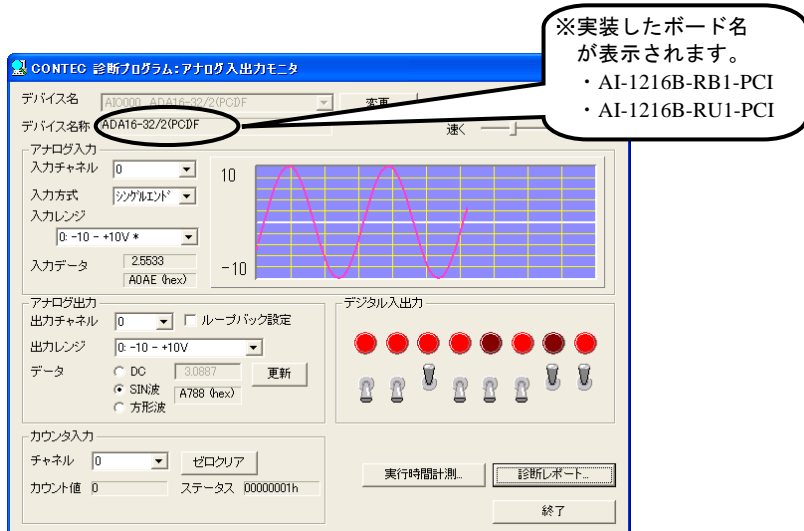 ※実装したボード名
が表示されます。
・AI-1216B-RB1-PCI
・AI-1216B-RU1-PCI
CONTEC 診断プログラム:アナログ入出力モニタ
デバイス名 AIO000 ADA16-32/2(PCI)F 変更
デバイス名称 ADA16-32/2(PCI)F
速く
アナログ入力
入力チャネル 0
入力方式 シングルエンド
入力レンジ
0: -10 - +10V *
入力データ 2.5533
A0AE (hex)
10
-10
アナログ出力
出力チャネル 0 ループバック設定
出力レンジ 0: -10 - +10V
データ DC 3.0887 更新
SIN波 A788 (hex)
方形波
デジタル入出力
カウンタ入力
チャネル 0 ゼロクリア
カウント値 0 ステータス 00000001h
実行時間計測... 診断レポート...
終了